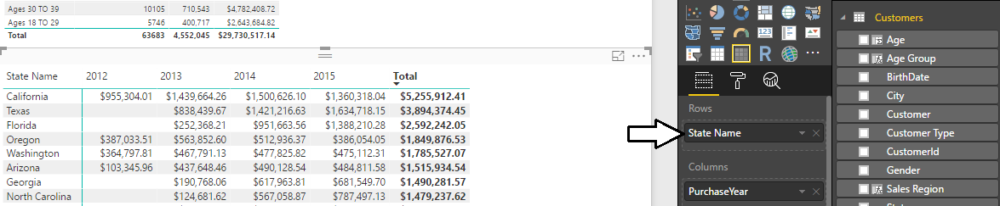 Ages 30 TO 39 10105 710,543 $4,782,408.72
Ages 18 TO 29 5746 400,717 $2,643,684.82
Total 63683 4,552,045 $29,730,517.14
State Name 2012 2013 2014 2015 Total
California $955,304.01 $1,439,664.26 $1,500,626.10 $1,360,318.04 $5,255,912.41
Texas $838,439.67 $1,421,216.63 $1,634,718.15 $3,894,374.45
Florida $252,368.21 $951,663.56 $1,388,210.28 $2,592,242.05
Oregon $387,033.51 $563,852.60 $512,936.37 $386,054.05 $1,849,876.53
Washington $364,797.81 $467,791.13 $477,825.82 $475,112.31 $1,785,527.07
Arizona $103,345.96 $437,648.46 $490,128.54 $484,811.58 $1,515,934.54
Georgia $190,768.06 $617,963.81 $681,549.70 $1,490,281.57
North Carolina $124,681.62 $567,058.87 $787,497.13 $1,479,237.62
123
R
Rows
State Name
Columns
PurchaseYear
Customers
Age
Age Group
BirthDate
City
Customer
Customer Type
CustomerId
Gender
Sales Region